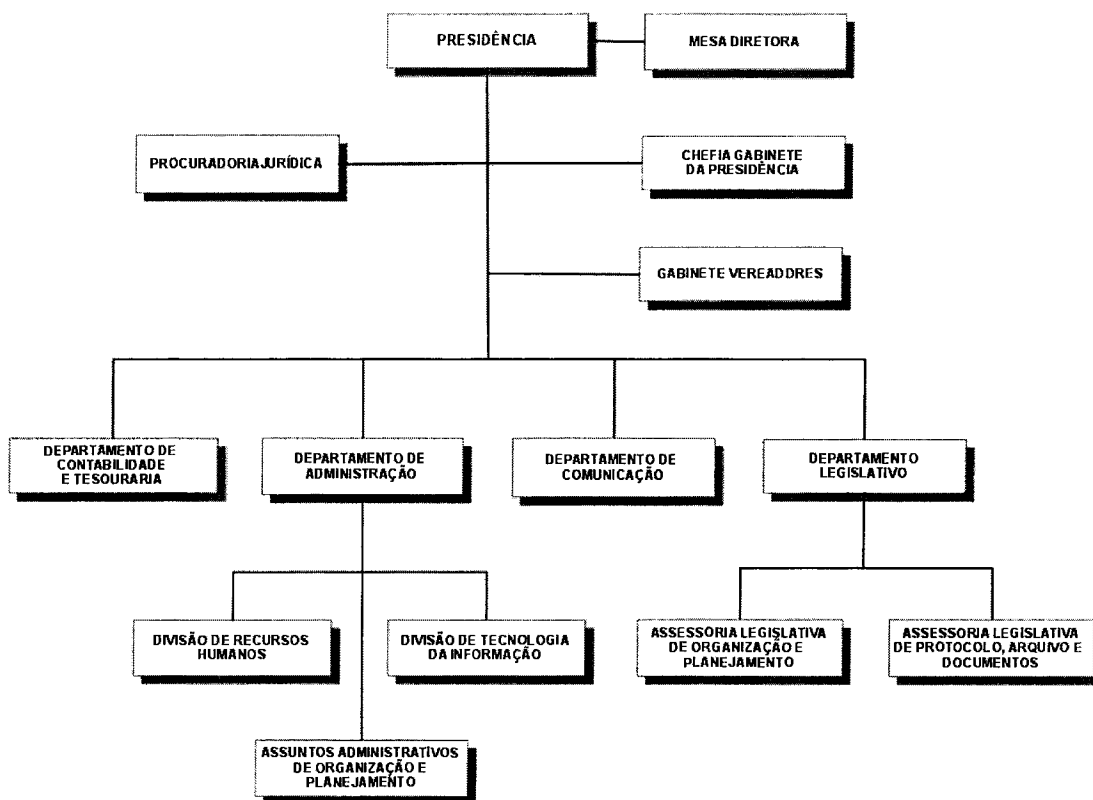 PRESIDÊNCIA
MESA DIRETORA
PROCURADORIA JURÍDICA
CHEFIA GABINETE
DA PRESIDÊNCIA
GABINETE VEREADDRES
DEPARTAMENTO DE
CONTABILIDADE
E TESOURARIA
DEPARTAMENTO DE
ADMINISTRAÇÃO
DEPARTAMENTO DE
COMUNICAÇÃO
DEPARTAMENTO
LEGISLATIVO
DIVISÃO DE RECURSOS
HUMANOS
DIVISÃO DE TECNOLOGIA
DA INFORMAÇÃO
ASSESSORIA LEGISLATIVA
DE ORGANIZAÇÃO E
PLANEJAMENTO
ASSESSORIA LEGISLATIVA
DE PROTOCOLO, ARQUIVO E
DOCUMENTOS
ASSUNTOS ADMINISTRATIVOS
DE ORGANIZAÇÃO E
PLANEJAMENTO